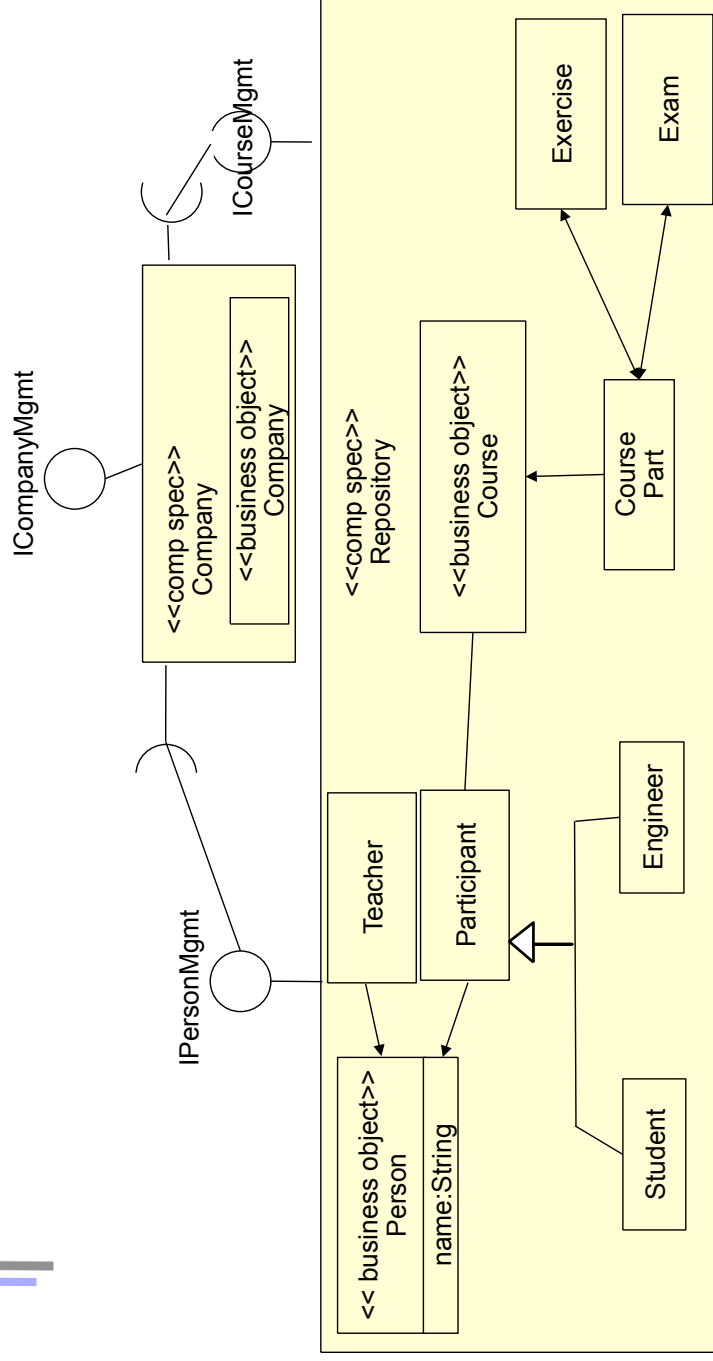 ICompanyMgmt
IPersonMgmt
ICourseMgmt
<<comp spec>>
Company
<<business object>>
Company
<<comp spec>>
Repository
<< business object>>
Person
name:String
Teacher
Participant
<<business object>>
Course
Student
Engineer
Course
Part
Exercise
Exam